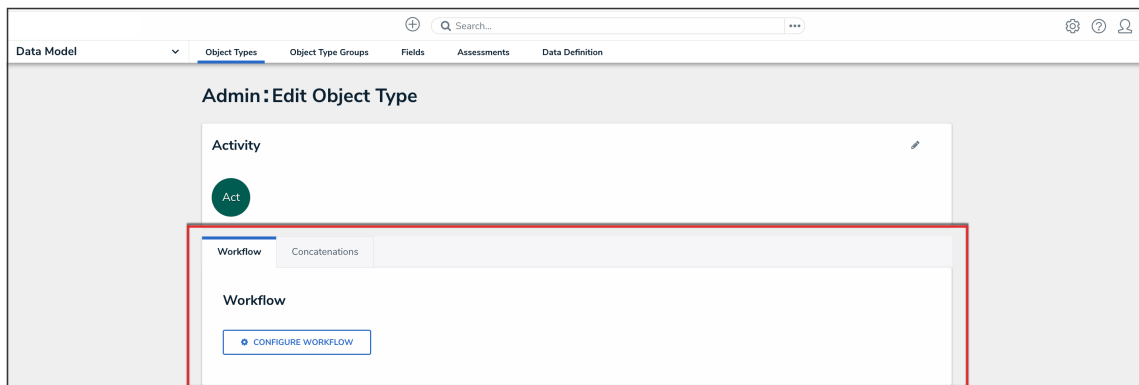 Search...
Data Model Object Types Object Type Groups Fields Assessments Data Definition
Admin: Edit Object Type
Activity
Act
Workflow Concatenations
Workflow
CONFIGURE WORKFLOW